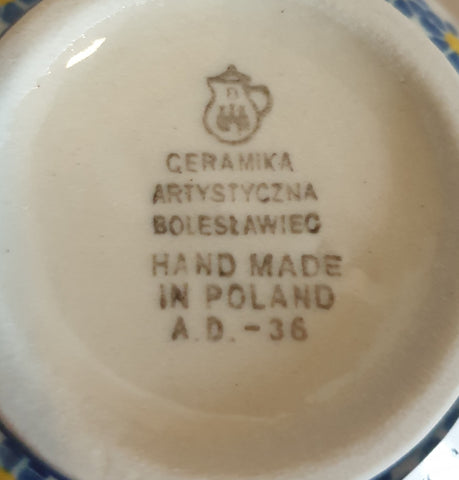 B
CERAMIKA
ARTYSTYCZNA
BOLESŁAWIEC
HAND MADE
IN POLAND
A.D. - 36